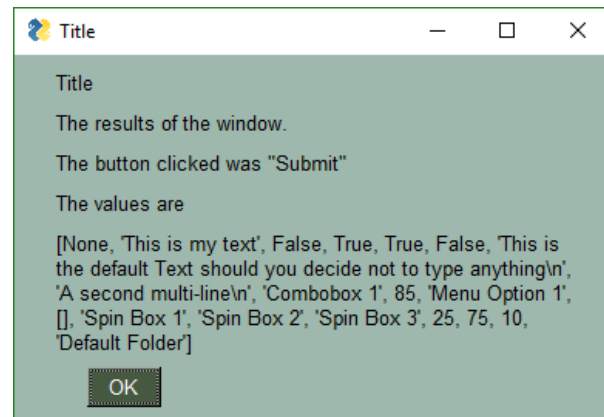 Title
Title
The results of the window.
The button clicked was "Submit"
The values are
[None, 'This is my text', False, True, True, False, 'This is
the default Text should you decide not to type anything\n',
'A second multi-line\n', 'Combobox 1', 85, 'Menu Option 1',
[], 'Spin Box 1', 'Spin Box 2', 'Spin Box 3', 25, 75, 10,
'Default Folder']
OK